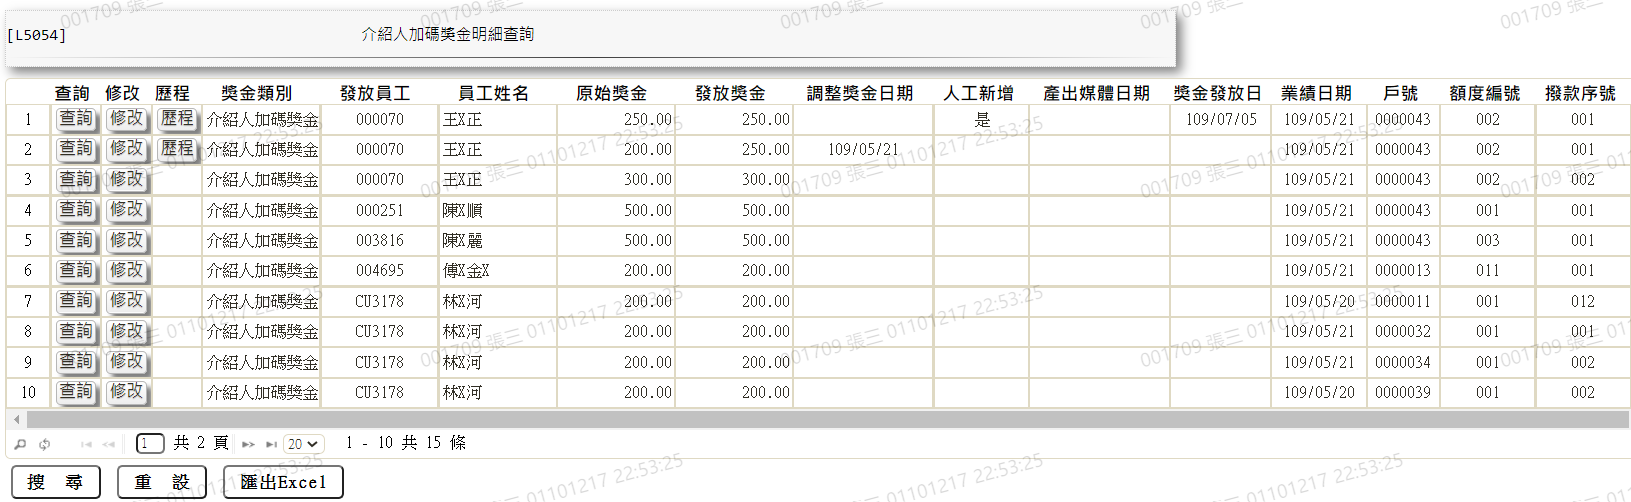 [L5054] 介紹人加碼獎金明細查詢
查詢 修改 歷程 獎金類別 發放員工 員工姓名 原始獎金 發放獎金 調整獎金日期 人工新增 產出媒體日期 獎金發放日 業績日期 戶號 額度編號 撥款序號
1 查詢 修改 歷程 介紹人加碼獎金 000070 王X正 250.00 250.00 是 109/07/05 109/05/21 0000043 002 001
2 查詢 修改 歷程 介紹人加碼獎金 000070 王X正 200.00 250.00 109/05/21 109/05/21 0000043 002 001
3 查詢 修改 介紹人加碼獎金 000070 王X正 300.00 300.00 109/05/21 0000043 002 002
4 查詢 修改 介紹人加碼獎金 000251 陳X順 500.00 500.00 109/05/21 0000043 001 001
5 查詢 修改 介紹人加碼獎金 003816 陳X麗 500.00 500.00 109/05/21 0000043 003 001
6 查詢 修改 介紹人加碼獎金 004695 傅X金X 200.00 200.00 109/05/21 0000013 011 001
7 查詢 修改 介紹人加碼獎金 CU3178 林X河 200.00 200.00 109/05/20 0000011 001 012
8 查詢 修改 介紹人加碼獎金 CU3178 林X河 200.00 200.00 109/05/21 0000032 001 001
9 查詢 修改 介紹人加碼獎金 CU3178 林X河 200.00 200.00 109/05/21 0000034 001 002
10 查詢 修改 介紹人加碼獎金 CU3178 林X河 200.00 200.00 109/05/20 0000039 001 002
1 共 2 頁 20 1 - 10 共 15 條
搜 尋 重 設 匯出Excel
001709 張三 01101217 22:53:25